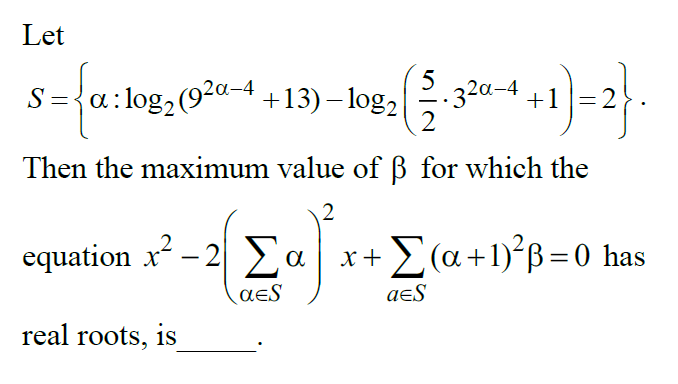 Let
S = {α : log₂(9^(2α−4) + 13) − log₂(5/2 · 3^(2α−4) + 1) = 2}.
Then the maximum value of β for which the
equation x² − 2(∑_{α∈S} α)² x + ∑_{a∈S} (α+1)²β = 0 has
real roots, is_____.